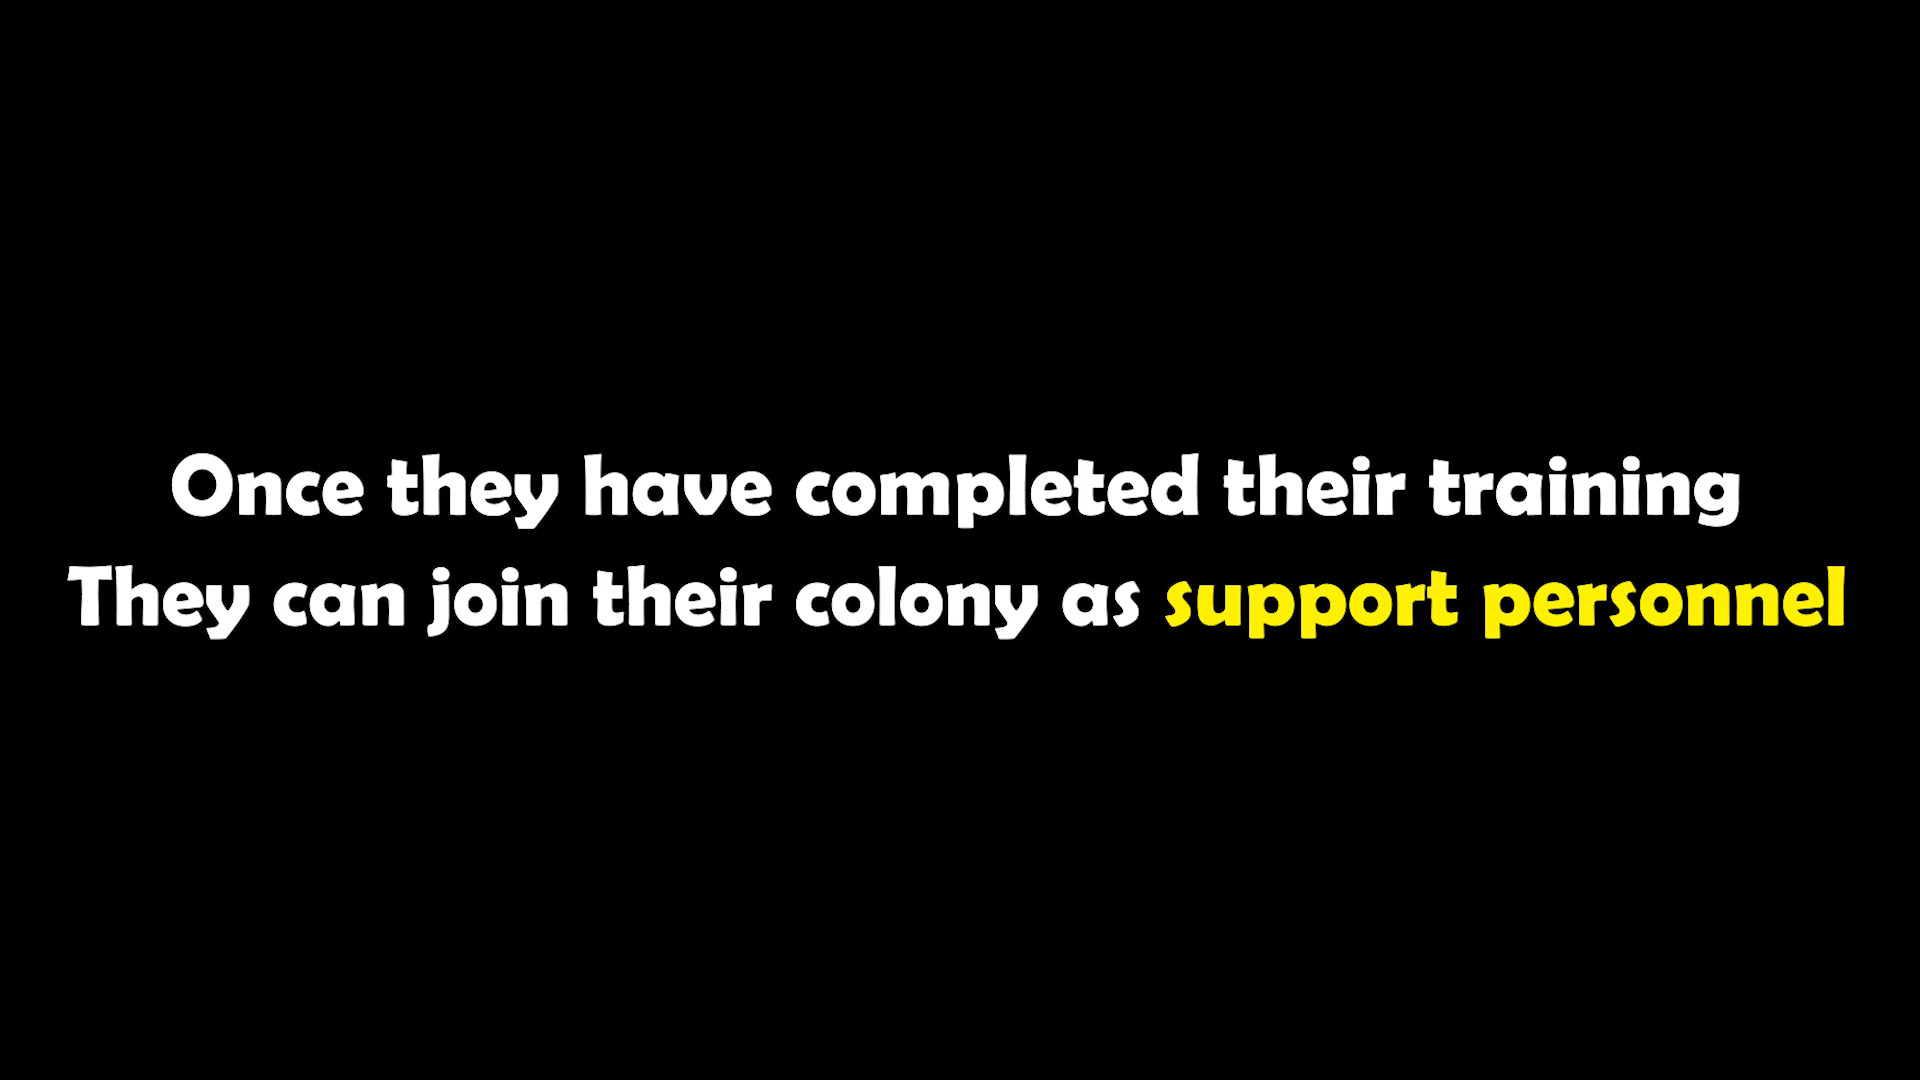 Once they have completed their training
They can join their colony as support personnel